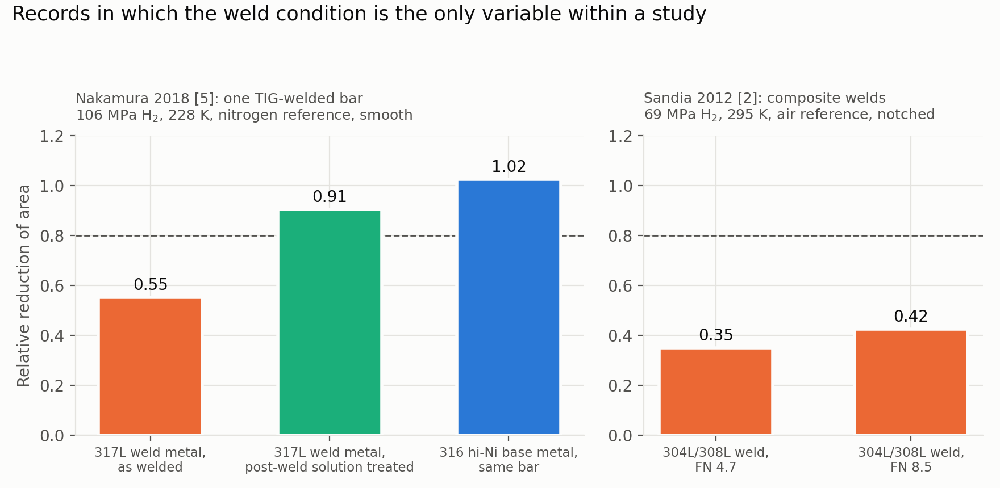 Records in which the weld condition is the only variable within a study
Nakamura 2018 [5]: one TIG-welded bar
106 MPa H₂, 228 K, nitrogen reference, smooth
Relative reduction of area
1.2
1.0
0.8
0.6
0.4
0.2
0.0
0.55
0.91
1.02
317L weld metal,
as welded
317L weld metal,
post-weld solution treated
316 hi-Ni base metal,
same bar
Sandia 2012 [2]: composite welds
69 MPa H₂, 295 K, air reference, notched
1.2
1.0
0.8
0.6
0.4
0.2
0.0
0.35
0.42
304L/308L weld,
FN 4.7
304L/308L weld,
FN 8.5